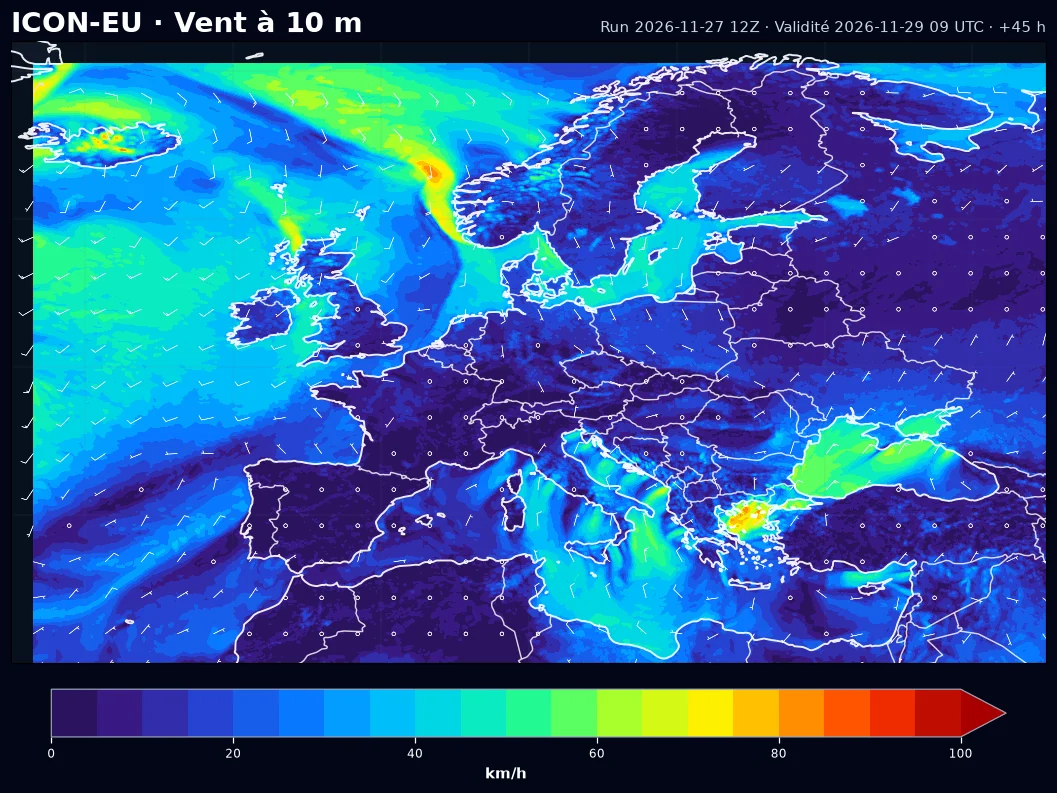 ICON-EU · Vent à 10 m
Run 2026-11-27 12Z · Validité 2026-11-29 09 UTC · +45 h
0 20 40 60 80 100
km/h